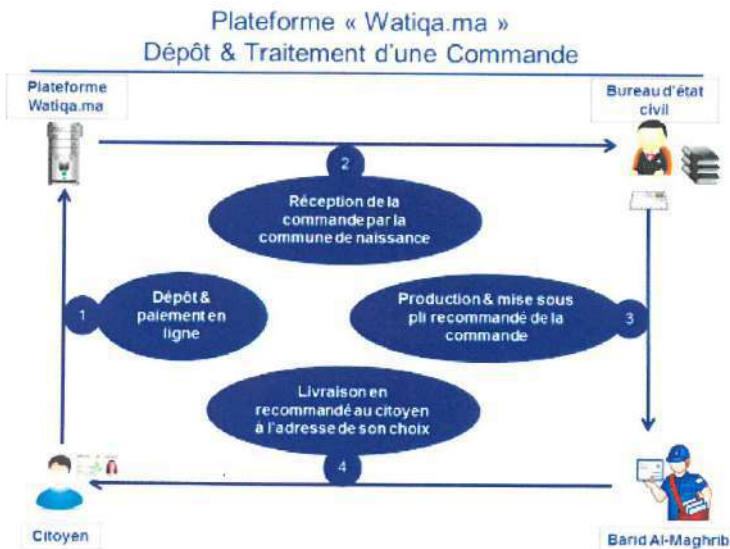 Plateforme « Watiqa.ma »
Dépôt & Traitement d'une Commande
Plateforme
Watiqa.ma
Bureau d'état
civil
2
Réception de la
commande par la
commune de naissance
1
Dépôt &
paiement en
ligne
Production & mise sous
pli recommandé de la
commande
3
Livraison en
recommandé au citoyen
à l'adresse de son choix
4
Citoyen
Barid Al-Maghrib